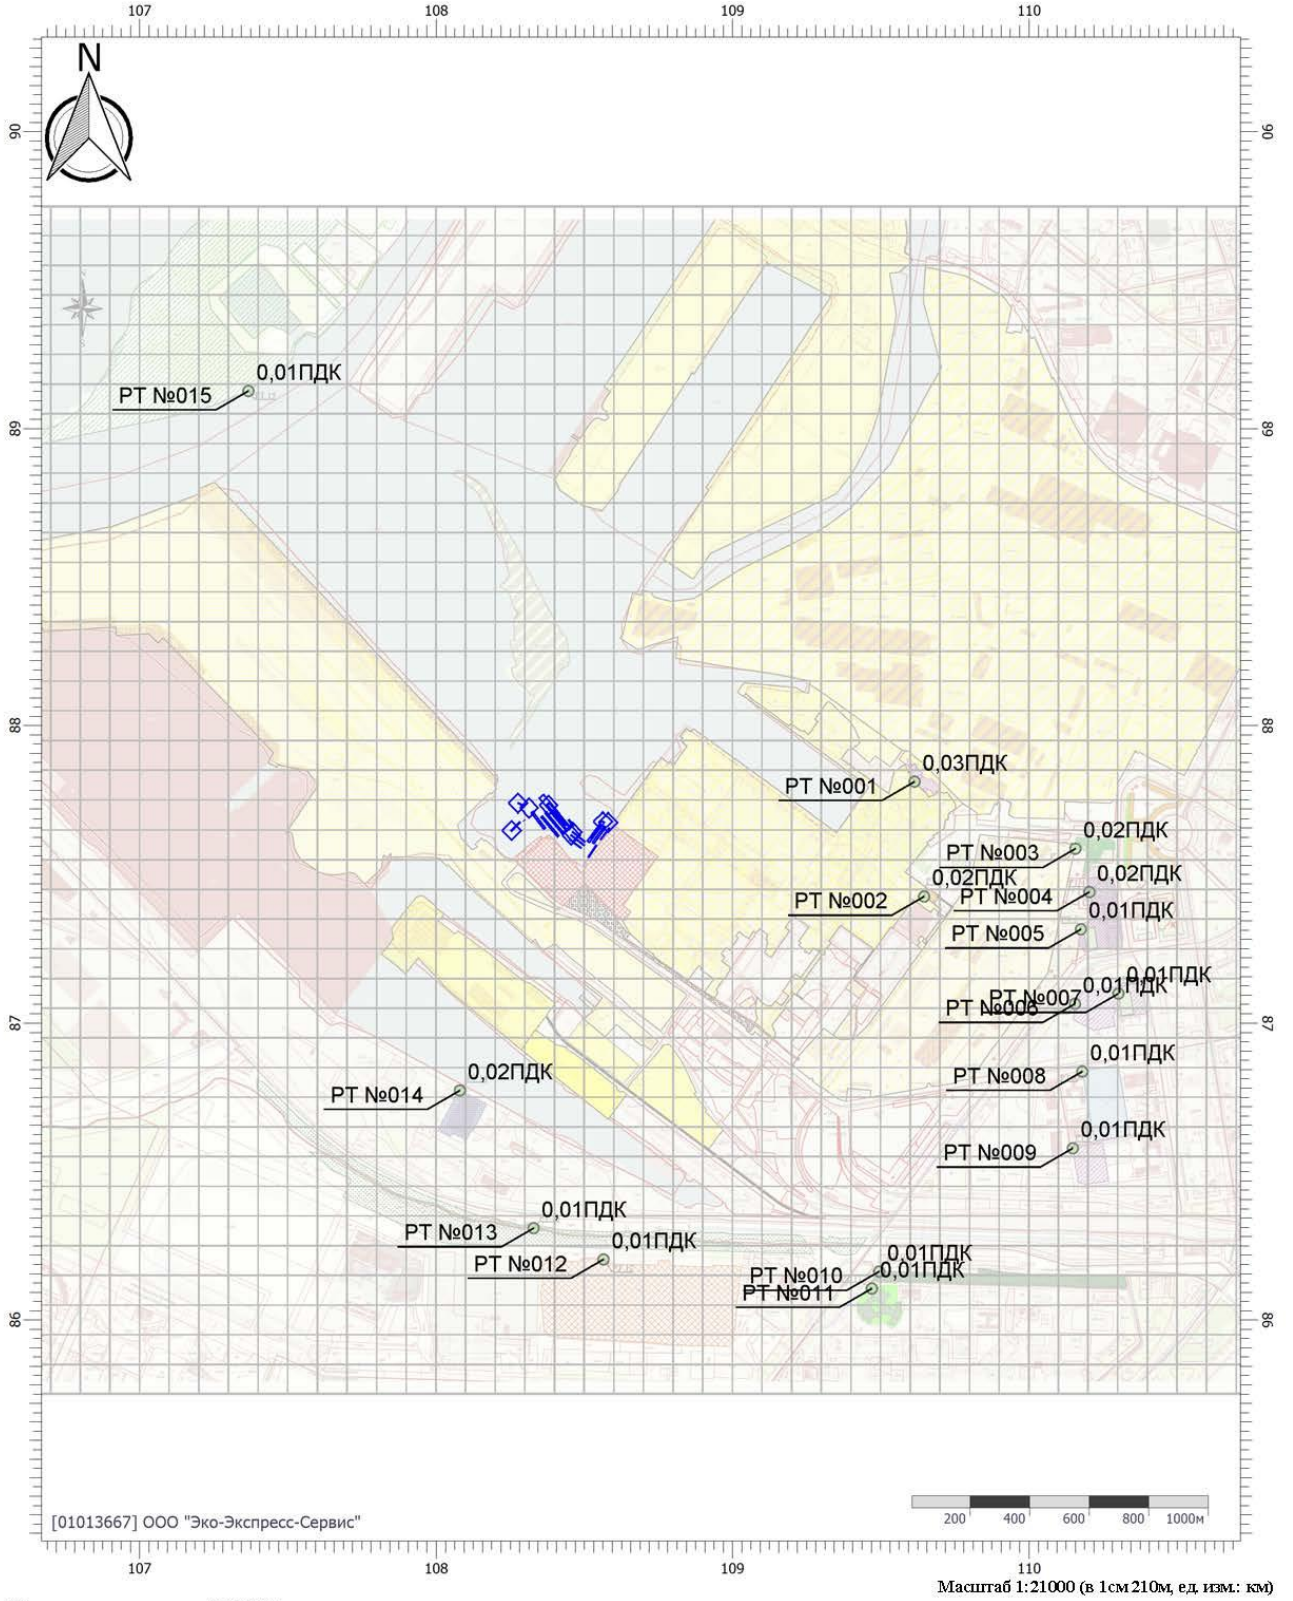 107 108 109 110
N
90 90
0,01ПДК
РТ №015
89 89
88 88
0,03ПДК
РТ №001
0,02ПДК
РТ №003
0,02ПДК
0,02ПДК
РТ №002
РТ №004
0,01ПДК
РТ №005
0,01ПДК
0,01ПДК
РТ №007
РТ №006
87 87
0,01ПДК
РТ №008
0,02ПДК
РТ №014
0,01ПДК
РТ №009
0,01ПДК
РТ №013
0,01ПДК
РТ №012
0,01ПДК
РТ №010
0,01ПДК
РТ №011
86 86
200 400 600 800 1000м
[01013667] ООО "Эко-Экспресс-Сервис"
107 108 109 110
Масштаб 1:21000 (в 1см 210м, ед. изм.: км)